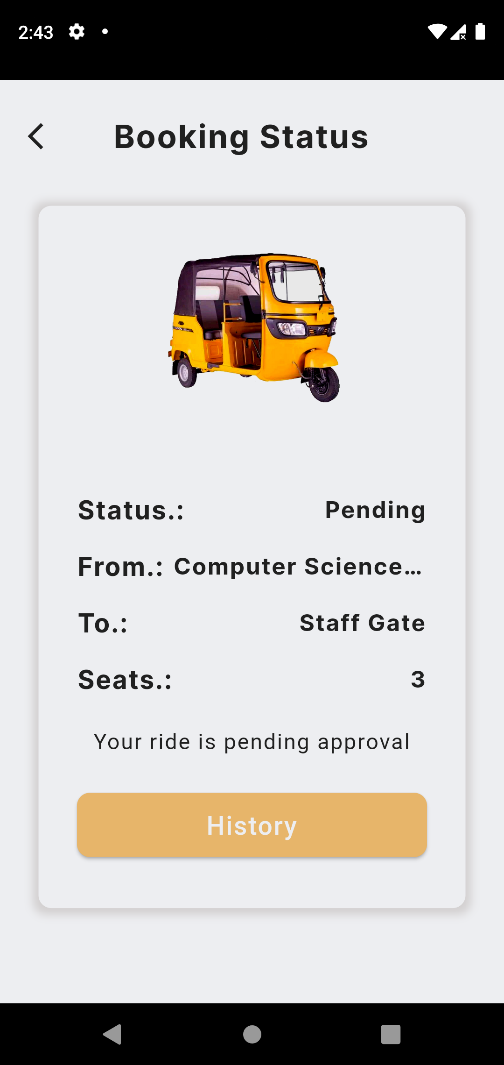 2:43
Booking Status
Status.: Pending
From.: Computer Science...
To.: Staff Gate
Seats.: 3
Your ride is pending approval
History